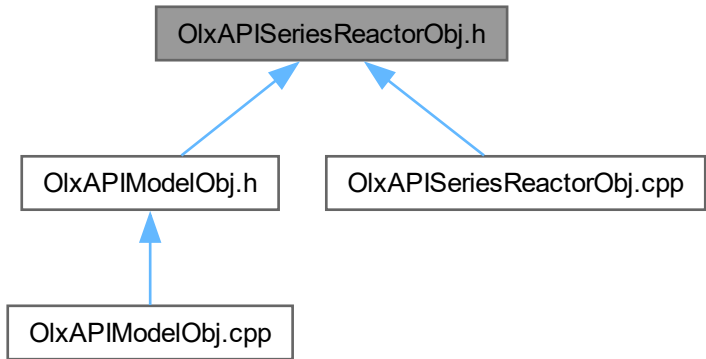 OlxAPISeriesReactorObj.h
OlxAPIModelObj.h
OlxAPISeriesReactorObj.cpp
OlxAPIModelObj.cpp